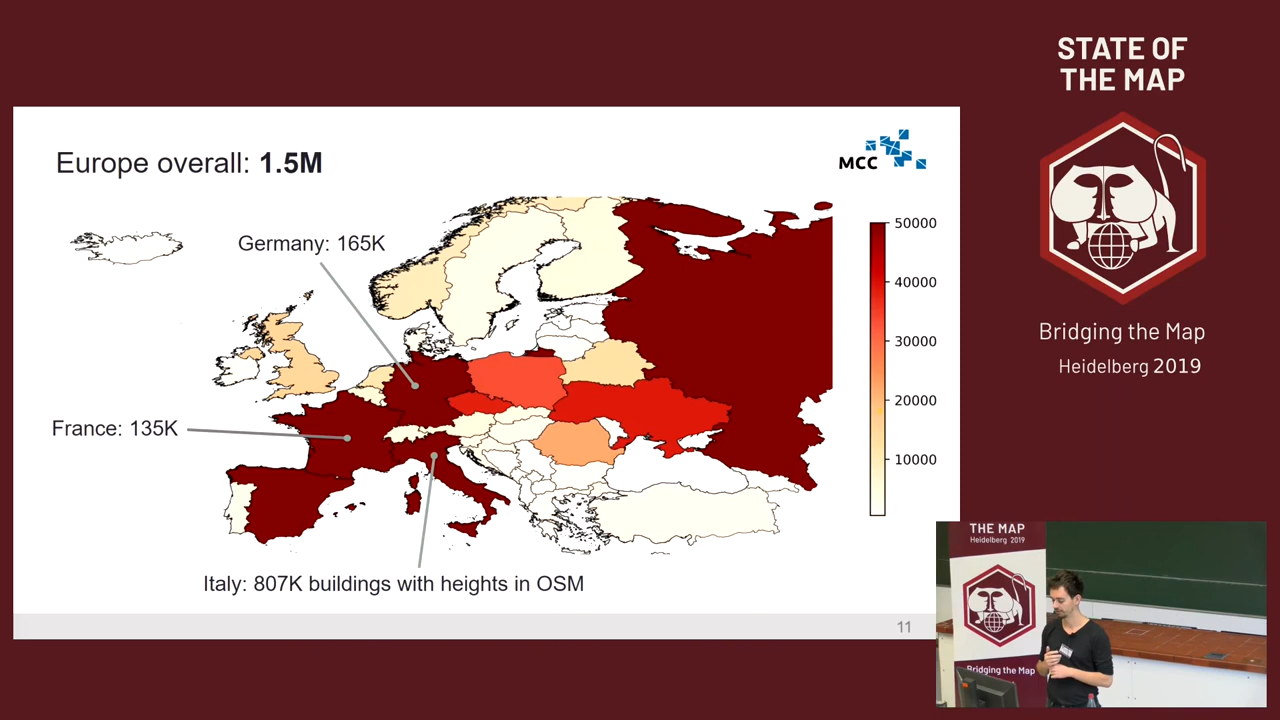 STATE OF
THE MAP
Bridging the Map
Heidelberg 2019
Europe overall: 1.5M
MCC
Germany: 165K
France: 135K
Italy: 807K buildings with heights in OSM
50000
40000
30000
20000
10000
11
THE MAP
Heidelberg 2019
Bridging the Map